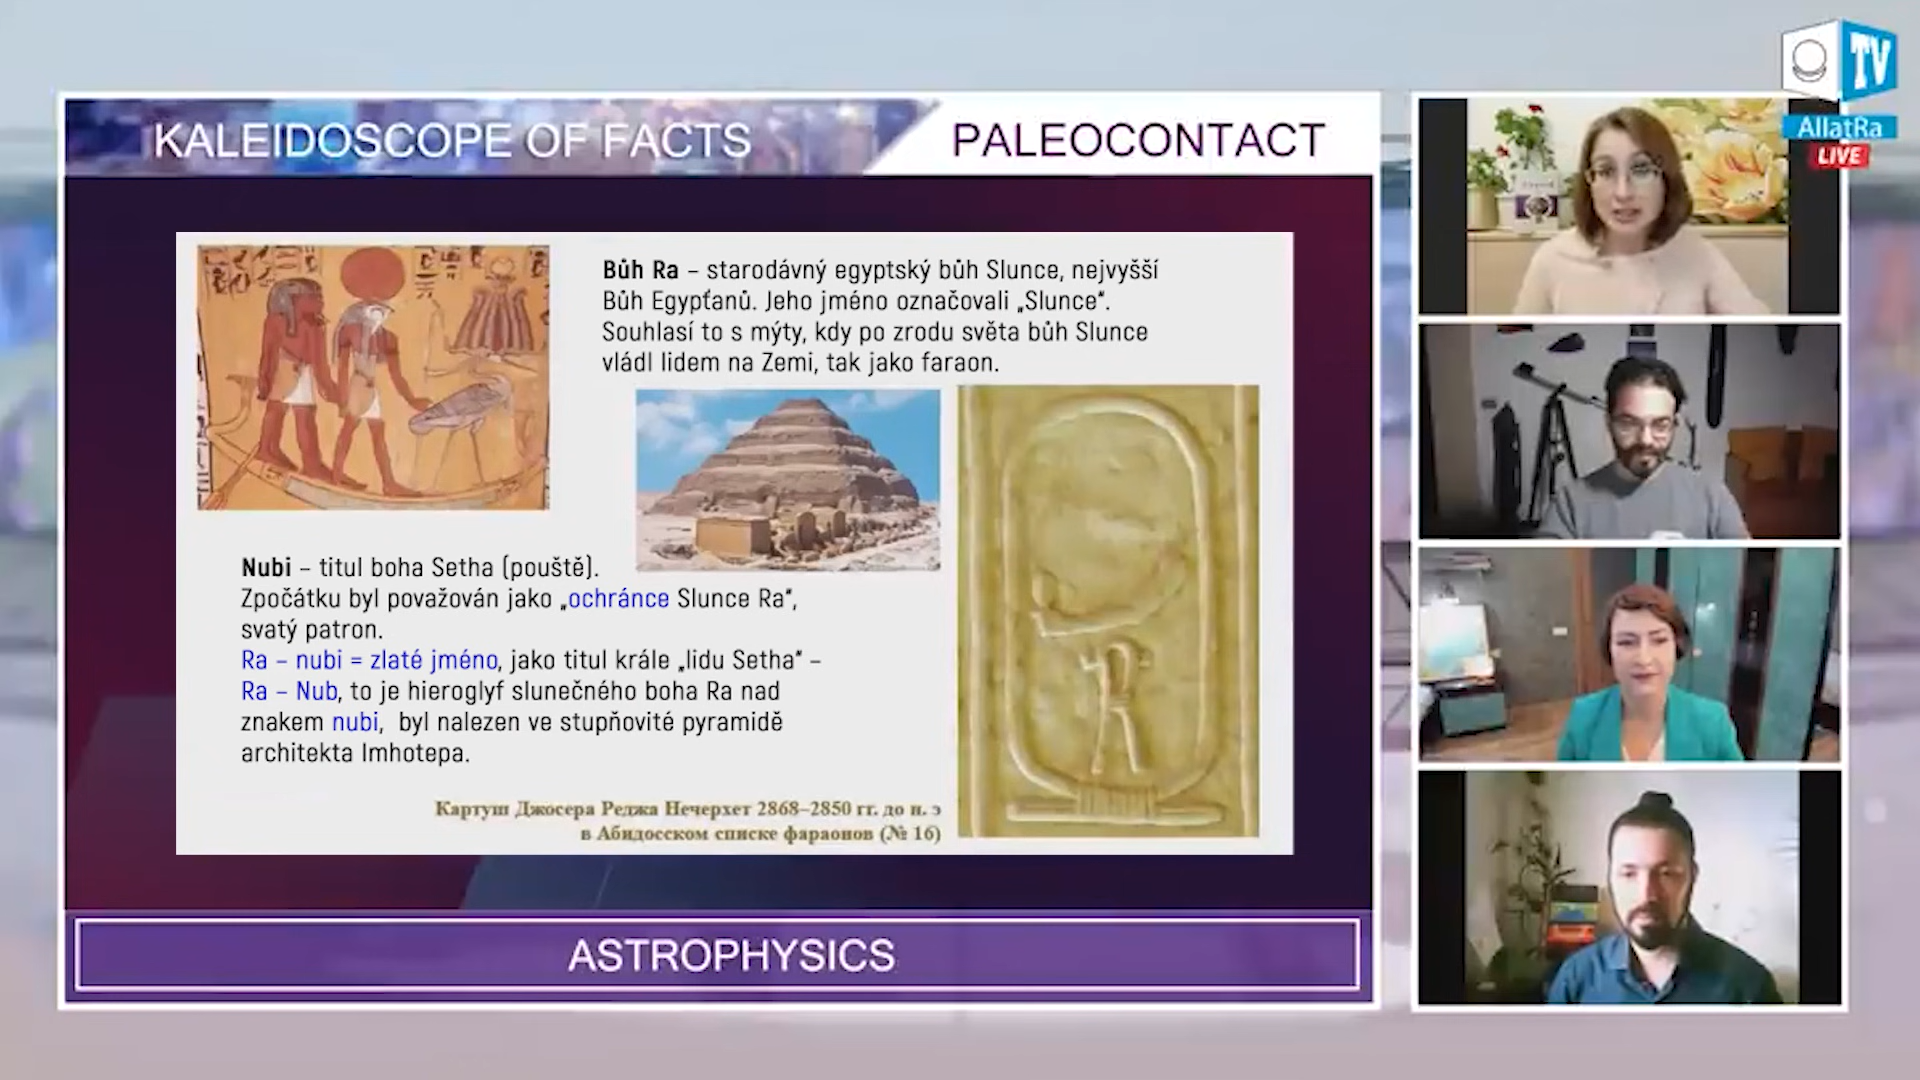 KALEIDOSCOPE OF FACTS
PALEOCONTACT
TV
AllatRa
LIVE
Bůh Ra – starodávný egyptský bůh Slunce, nejvyšší
Bůh Egypťanů. Jeho jméno označovali „Slunce“.
Souhlasí to s mýty, kdy po zrodu světa bůh Slunce
vládl lidem na Zemi, tak jako faraon.
Nubi – titul boha Setha (pouště).
Zpočátku byl považován jako „ochránce Slunce Ra“,
svatý patron.
Ra – nubi = zlaté jméno, jako titul krále „lidu Setha“ –
Ra – Nub, to je hieroglyf slunečného boha Ra nad
znakem nubi, byl nalezen ve stupňovité pyramidě
architekta Imhotepa.
Картуш Джосера Реджа Нечерхет 2868–2850 гг. до н. э
в Абидосском списке фараонов (№ 16)
ASTROPHYSICS